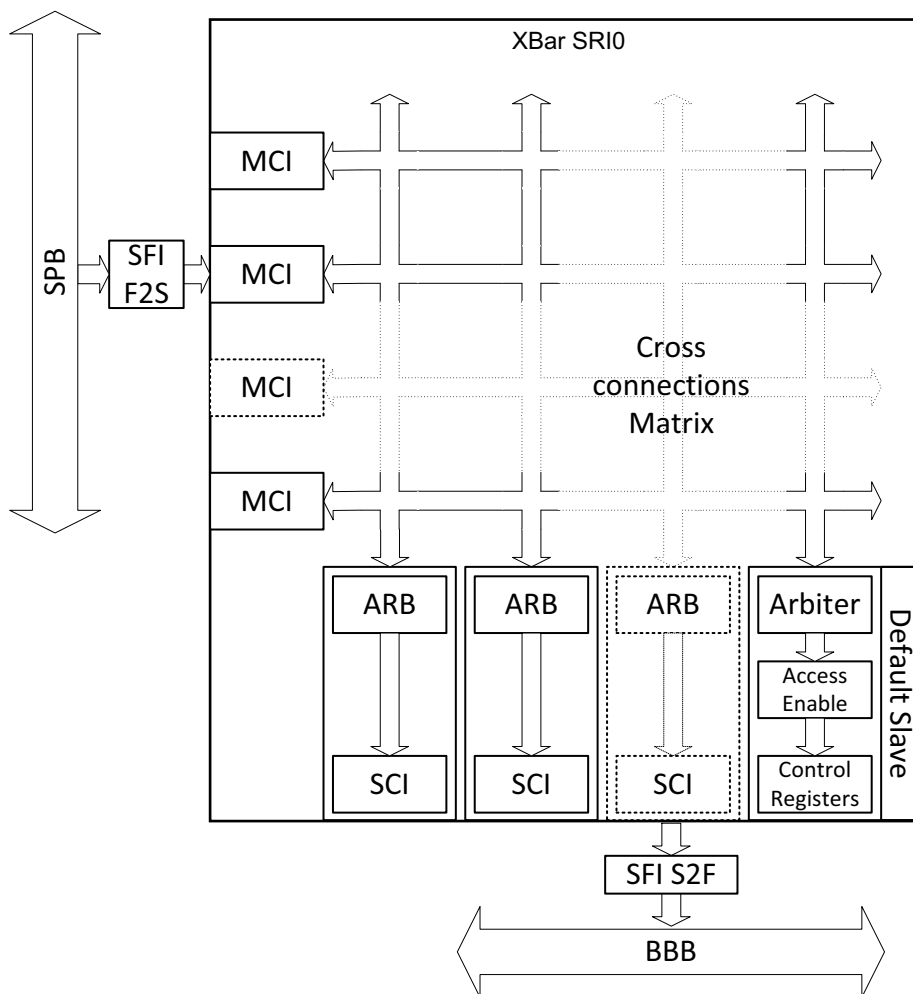 XBar SRI0
MCI
SPB
SFI
F2S
MCI
MCI
Cross
connections
Matrix
MCI
ARB
ARB
ARB
Arbiter
Access
Enable
SCI
SCI
SCI
Control
Registers
Default Slave
SFI S2F
BBB